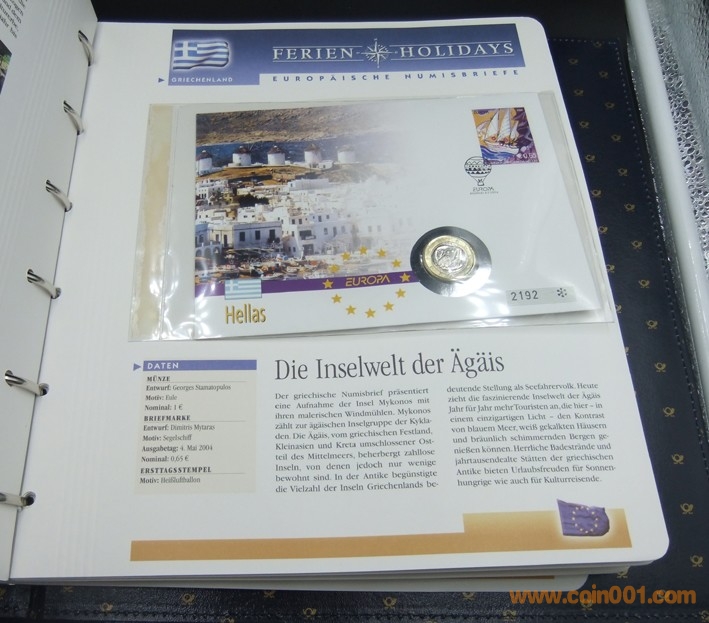 FERIEN HOLIDAYS
GRIECHENLAND
EUROPÄISCHE NUMISBRIEFE
EUROPA
EUROPA
Hellas
2192
DATEN
MÜNZE
Entwurf: Georges Stamatopulos
Motiv: Eule
Nominal: 1 €
BRIEFMARKE
Entwurf: Dimitris Mytaras
Motiv: Segelschiff
Ausgabetag: 4. Mai 2004
Nominal: 0,65 €
ERSTTAGSSTEMPEL
Motiv: Heißluftballon
Die Inselwelt der Ägäis
Der griechische Numisbrief präsentiert
eine Aufnahme der Insel Mykonos mit
ihren malerischen Windmühlen. Mykonos
zählt zur ägäischen Inselgruppe der Kykla-
den. Die Ägäis, vom griechischen Festland,
Kleinasien und Kreta umschlossener Ost-
teil des Mittelmeers, beherbergt zahllose
Inseln, von denen jedoch nur wenige
bewohnt sind. In der Antike begünstigte
die Vielzahl der Inseln Griechenlands be-
deutende Stellung als Seefahrervolk. Heute
zieht die faszinierende Inselwelt der Ägäis
Jahr für Jahr mehr Touristen an, die hier – in
einem einzigartigen Licht – den Kontrast
von blauem Meer, weiß gekalkten Häusern
und bräunlich schimmernden Bergen ge-
nießen können. Herrliche Badestrände und
jahrtausendealte Stätten der griechischen
Antike bieten Urlaubsfreuden für Sonnen-
hungrige wie auch für Kulturreisende.
www.coin001.com